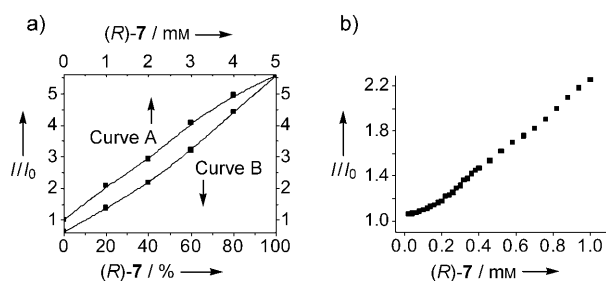 a)
(R)-7 / mM
0 1 2 3 4 5
5 5
4 4
I/I0 Curve A
3 3
2 Curve B 2
1 1
0 20 40 60 80 100
(R)-7 / %
b)
2.2
1.8
I/I0
1.4
1.0
0.0 0.2 0.4 0.6 0.8 1.0
(R)-7 / mM